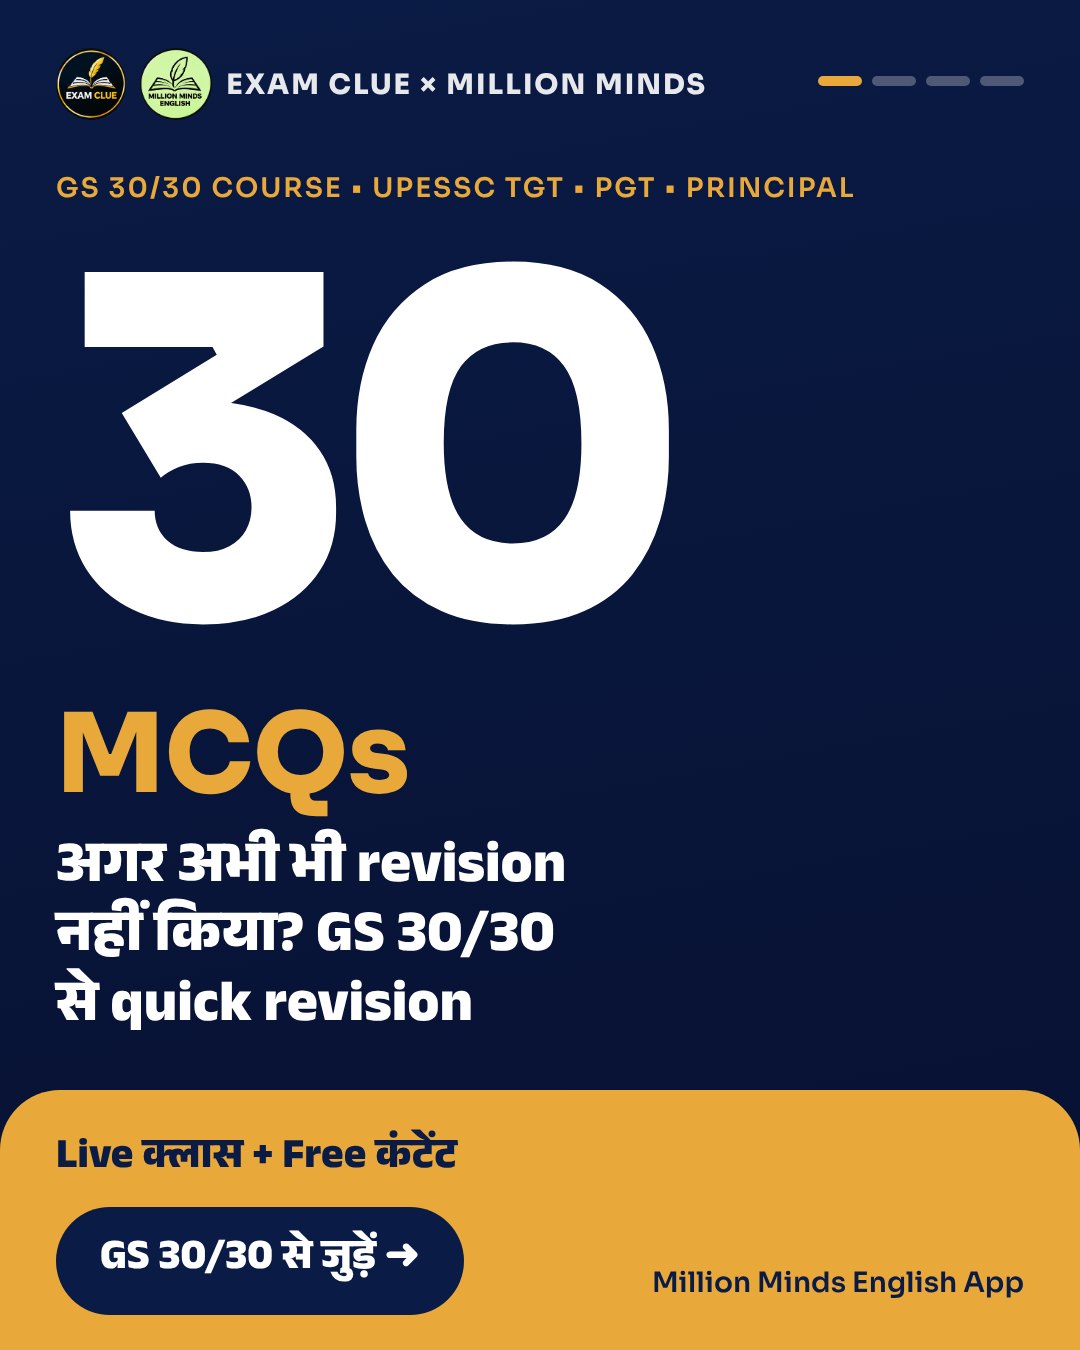 EXAM CLUE
MILLION MINDS
ENGLISH
EXAM CLUE × MILLION MINDS
GS 30/30 COURSE ▪ UPESSC TGT ▪ PGT ▪ PRINCIPAL
30
MCQs
अगर अभी भी revision
नहीं किया? GS 30/30
से quick revision
Live क्लास + Free कंटेंट
GS 30/30 से जुड़ें ➜
Million Minds English App